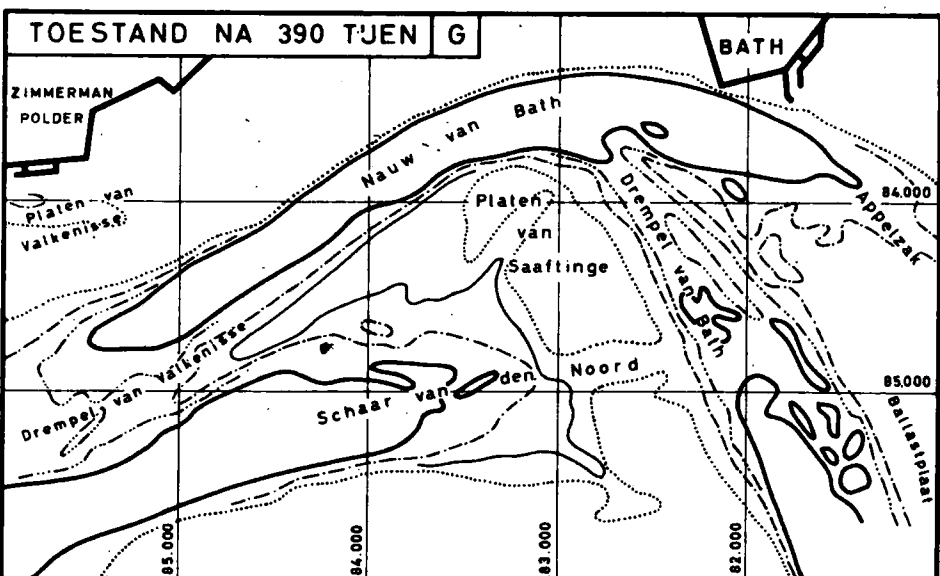 TOESTAND NA 390 TIJEN G
BATH
ZIMMERMAN
POLDER
Nauw van Bath
Platen van
Valkenisse
Platen
van
Saaftinge
Drempel van Bath
84.000
Appelzak
Drempel van Valkenisse
Schaar van den Noord
85.000
Ballastplaat
85.000
84.000
83.000
82.000